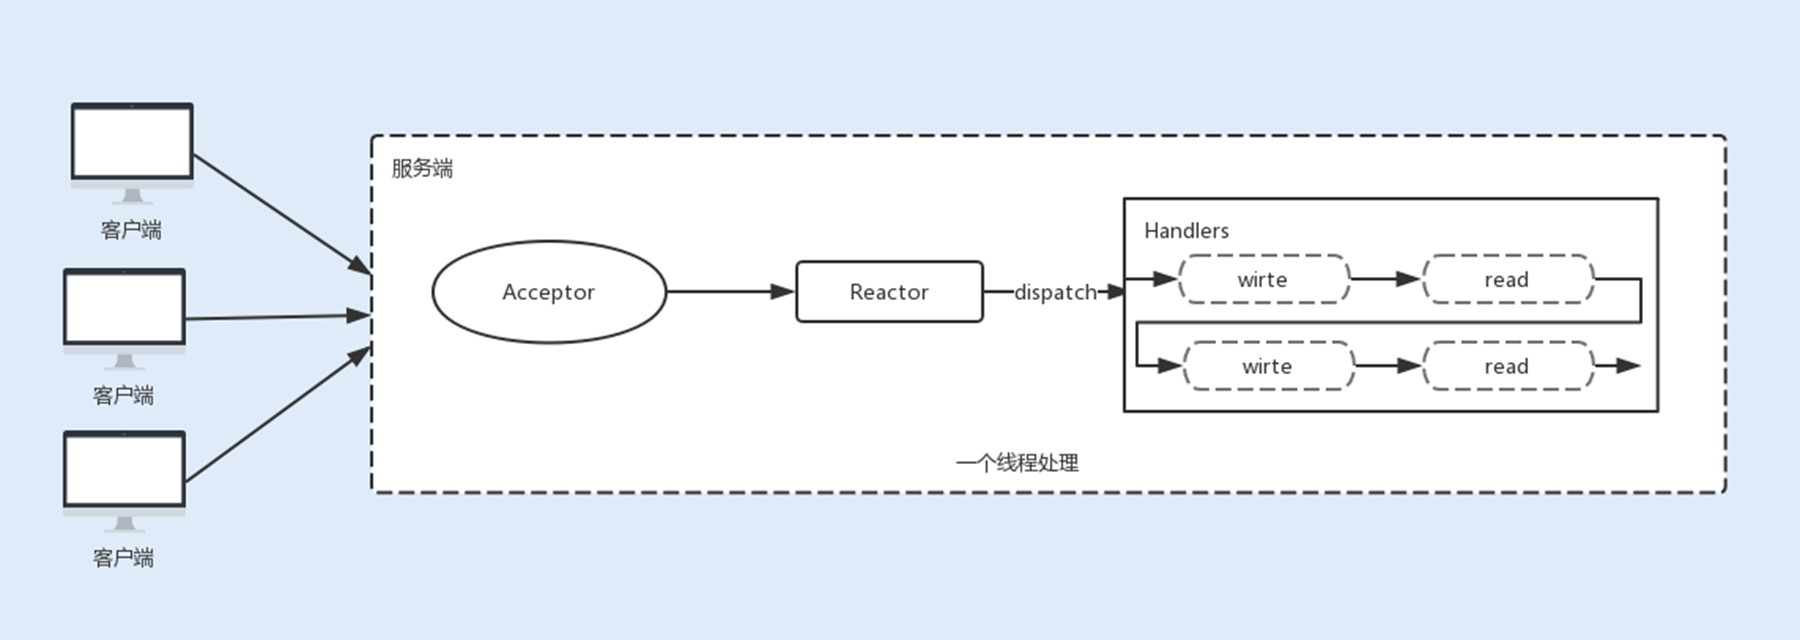 客户端
客户端
客户端
服务端
Acceptor
Reactor
dispatch
Handlers
wirte
read
wirte
read
一个线程处理